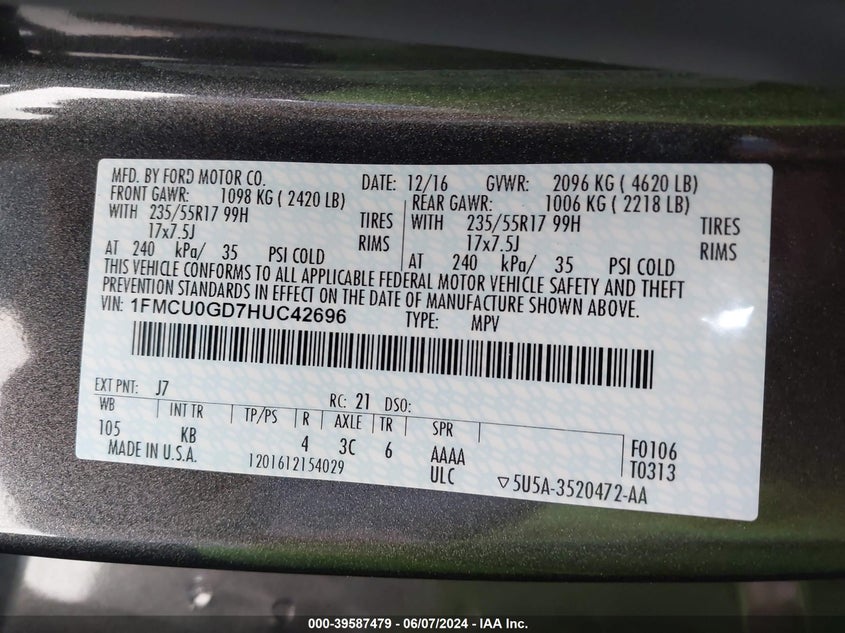 MFD. BY FORD MOTOR CO. DATE: 12/16 GVWR: 2096 KG ( 4620 LB)
FRONT GAWR: 1098 KG ( 2420 LB) REAR GAWR: 1006 KG ( 2218 LB)
WITH 235/55R17 99H TIRES WITH 235/55R17 99H TIRES
17x7.5J RIMS 17x7.5J RIMS
AT 240 kPa/ 35 PSI COLD AT 240 kPa/ 35 PSI COLD
THIS VEHICLE CONFORMS TO ALL APPLICABLE FEDERAL MOTOR VEHICLE SAFETY AND THEFT
PREVENTION STANDARDS IN EFFECT ON THE DATE OF MANUFACTURE SHOWN ABOVE.
VIN: 1FMCU0GD7HUC42696 TYPE: MPV
EXT PNT: J7 RC: 21 DSO:
WB INT TR TP/PS R AXLE TR SPR
105 KB 4 3C 6 AAAA F0106
MADE IN U.S.A. 1201612154029 ULC T0313
▽5U5A-3520472-AA
000-39587479 - 06/07/2024 - IAA Inc.